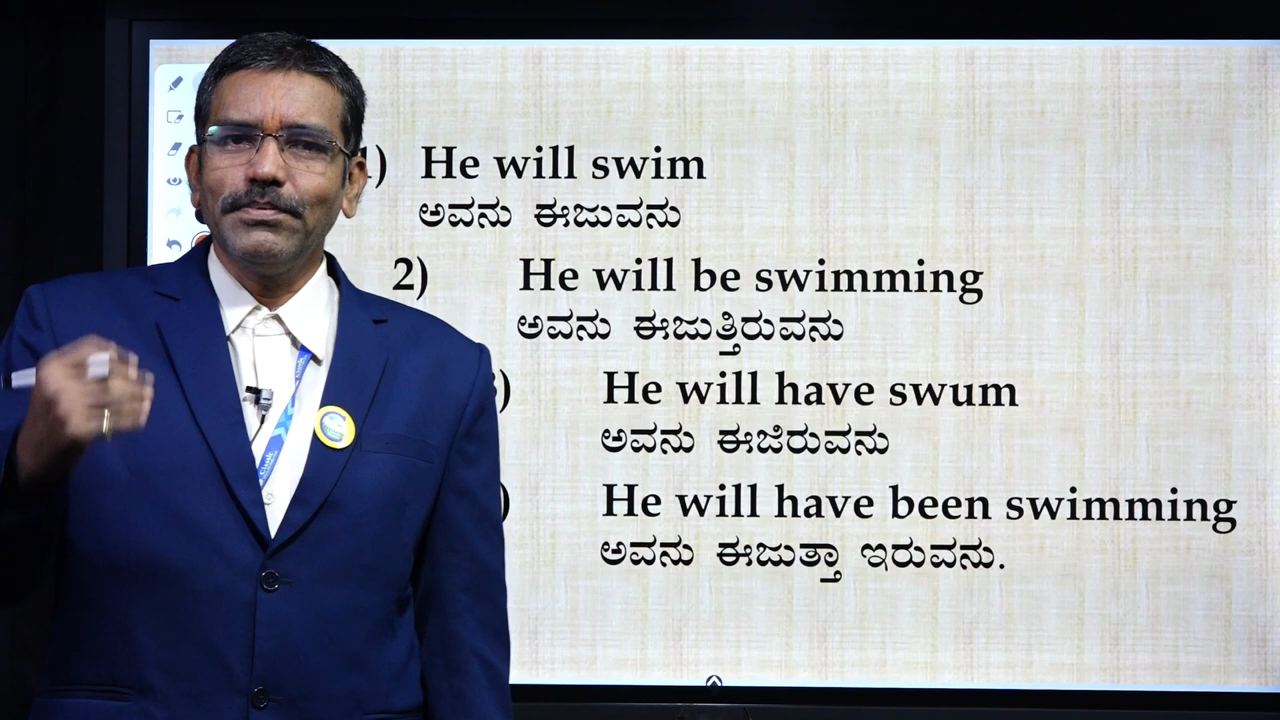 1) He will swim
ಅವನು ಈಜುವನು
2) He will be swimming
ಅವನು ಈಜುತ್ತಿರುವನು
) He will have swum
ಅವನು ಈಜಿರುವನು
) He will have been swimming
ಅವನು ಈಜುತ್ತಾ ಇರುವನು.